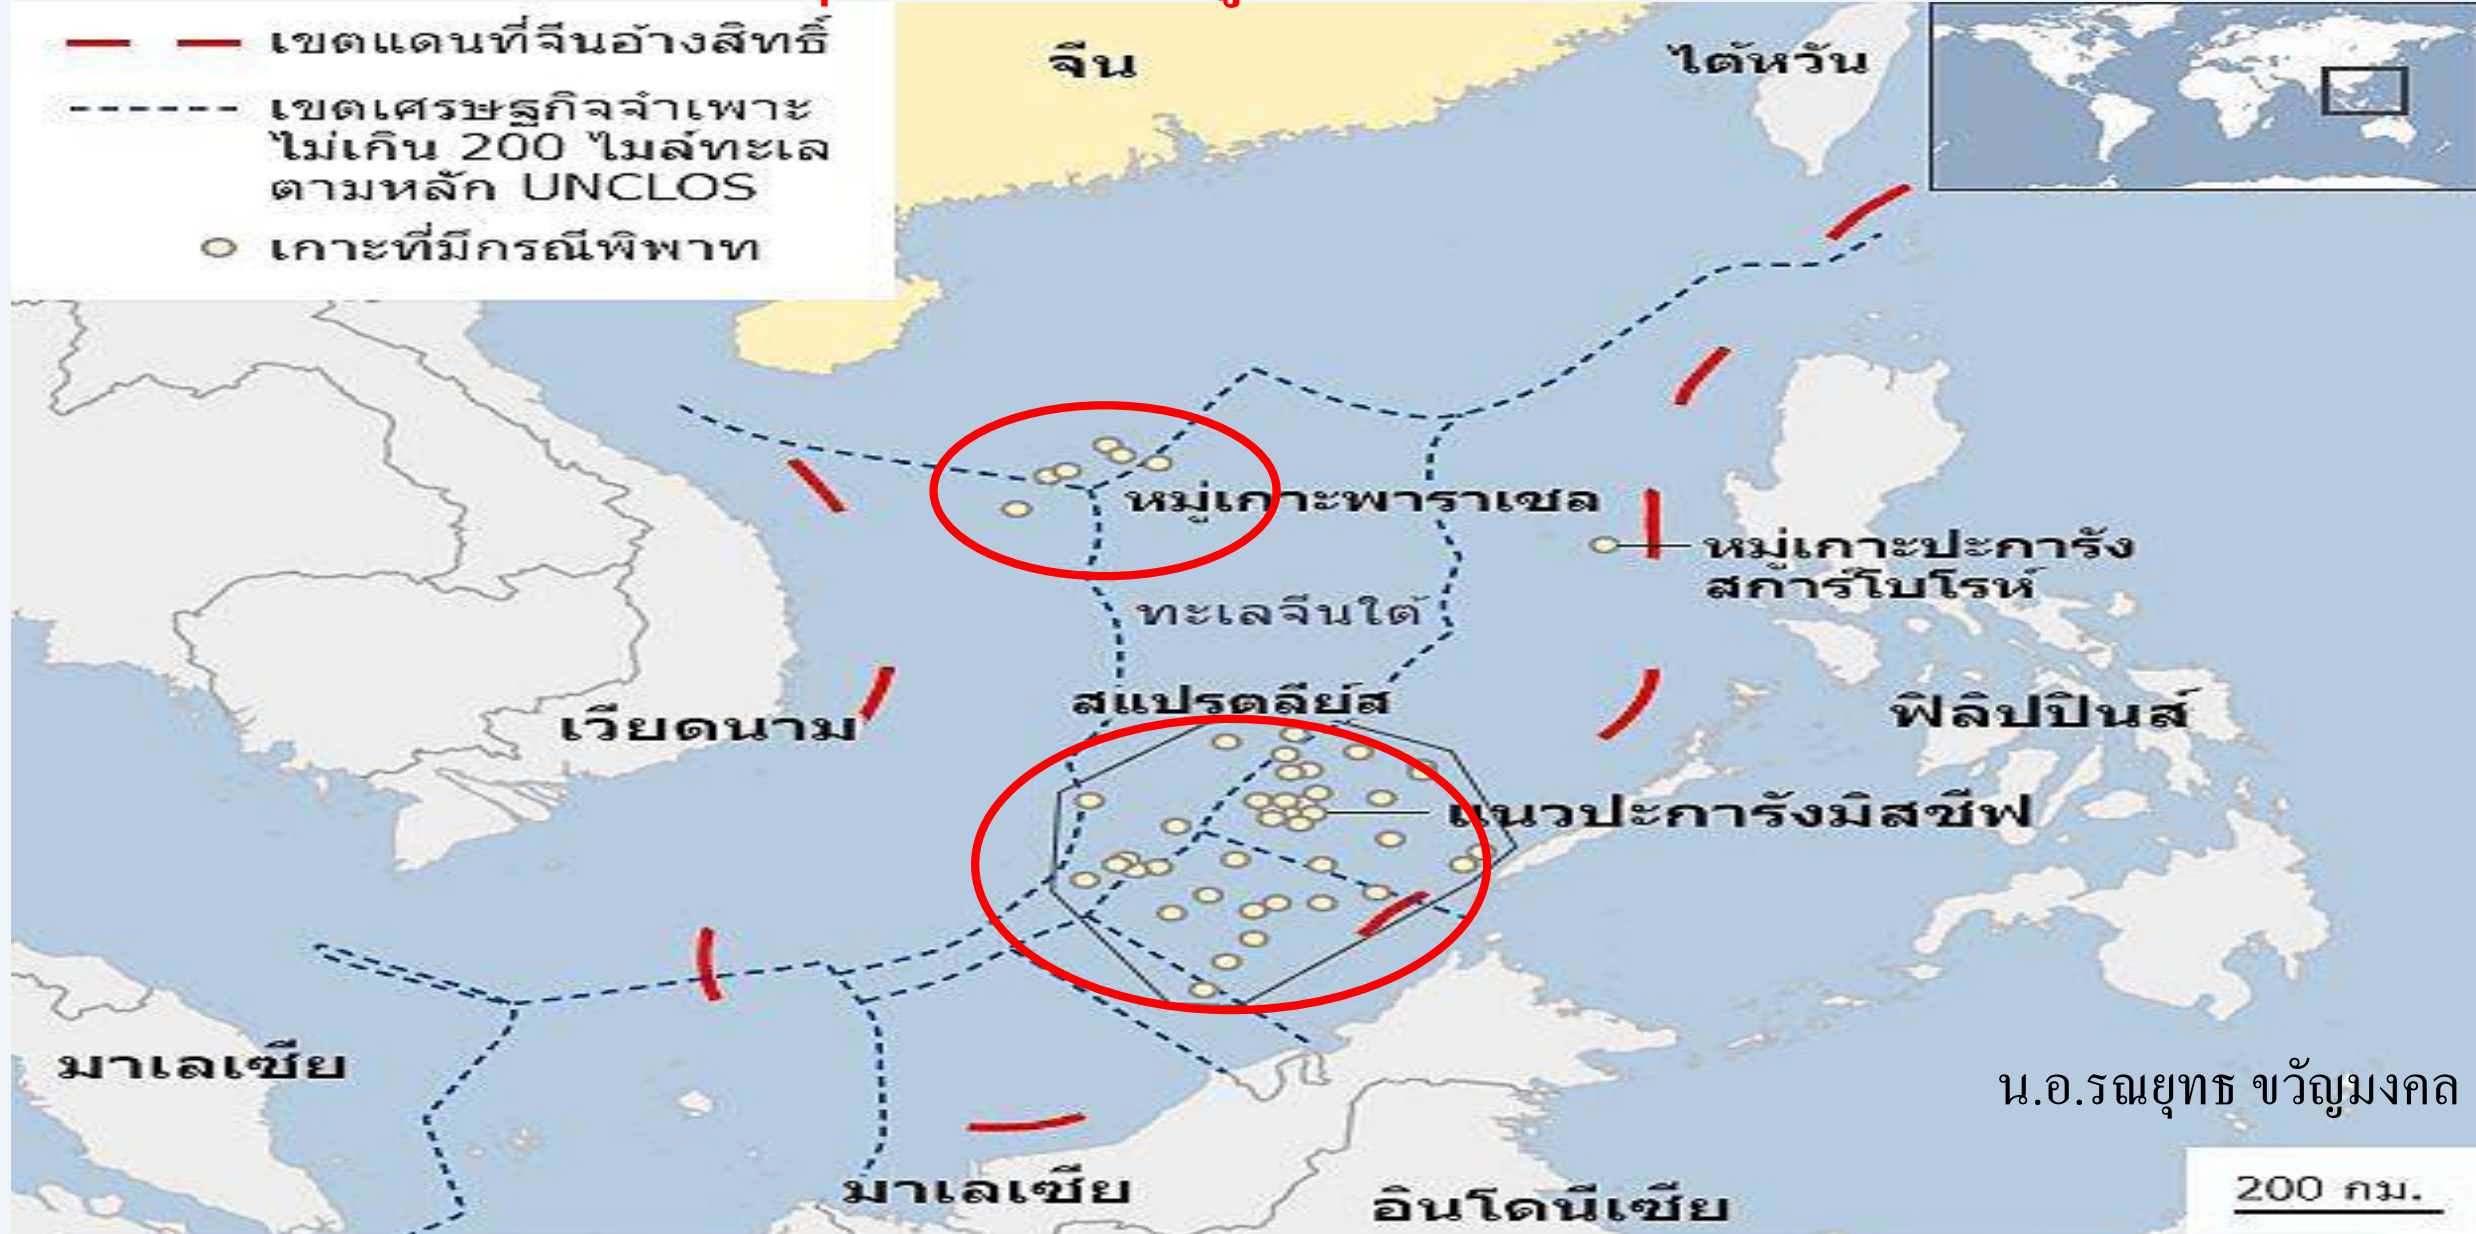 เขตแดนที่จีนอ้างสิทธิ์
เขตเศรษฐกิจจำเพาะ
ไม่เกิน 200 ไมล์ทะเล
ตามหลัก UNCLOS
เกาะที่มีกรณีพิพาท
จีน
ไต้หวัน
หมู่เกาะพาราเซล
หมู่เกาะปะการัง
สการ์โบโรห์
ทะเลจีนใต้
สแปรตลีย์ส
เวียดนาม
ฟิลิปปินส์
แนวปะการังมิสชีฟ
มาเลเซีย
น.อ.รณยุทธ ขวัญมงคล
มาเลเซีย
อินโดนีเซีย
200 กม.